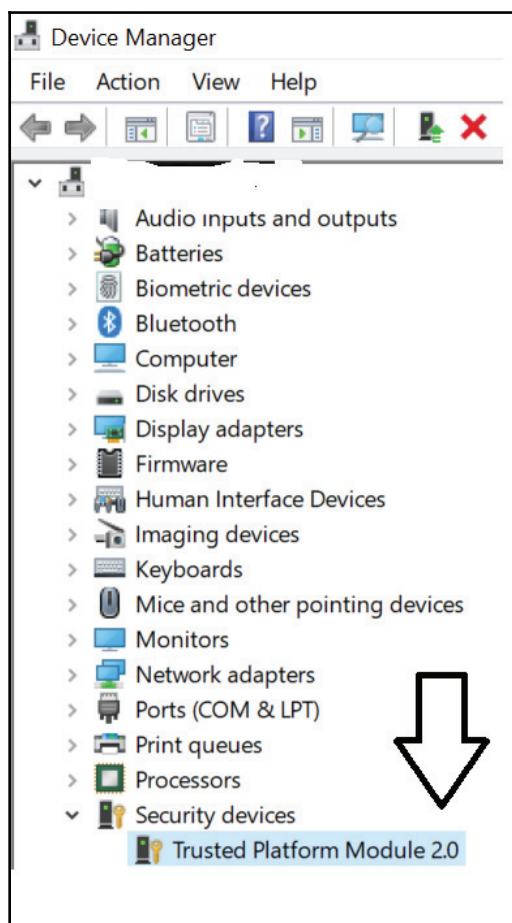 Device Manager
File Action View Help
Audio inputs and outputs
Batteries
Biometric devices
Bluetooth
Computer
Disk drives
Display adapters
Firmware
Human Interface Devices
Imaging devices
Keyboards
Mice and other pointing devices
Monitors
Network adapters
Ports (COM & LPT)
Print queues
Processors
Security devices
Trusted Platform Module 2.0